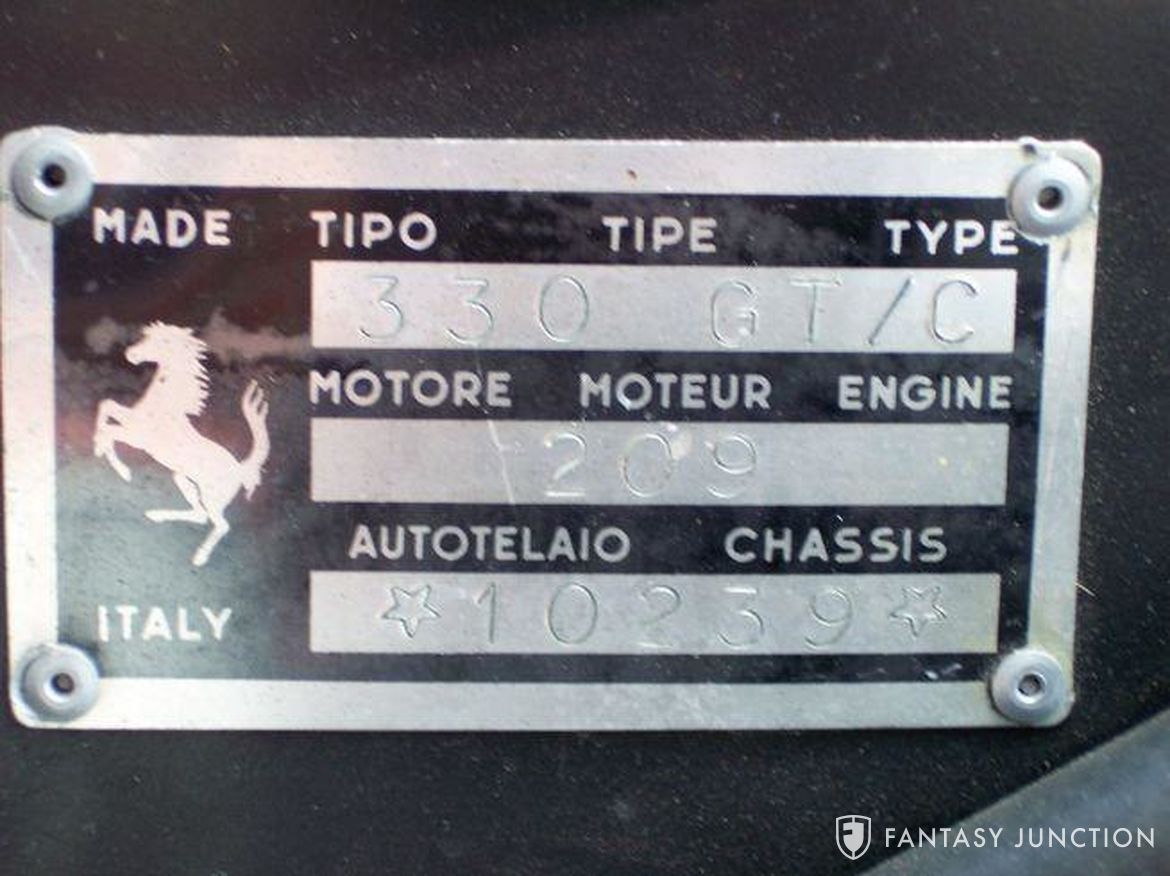 MADE TIPO TIPE TYPE
330 GT/C
MOTORE MOTEUR ENGINE
209
AUTOTELAIO CHASSIS
☆10239☆
ITALY
FANTASY JUNCTION